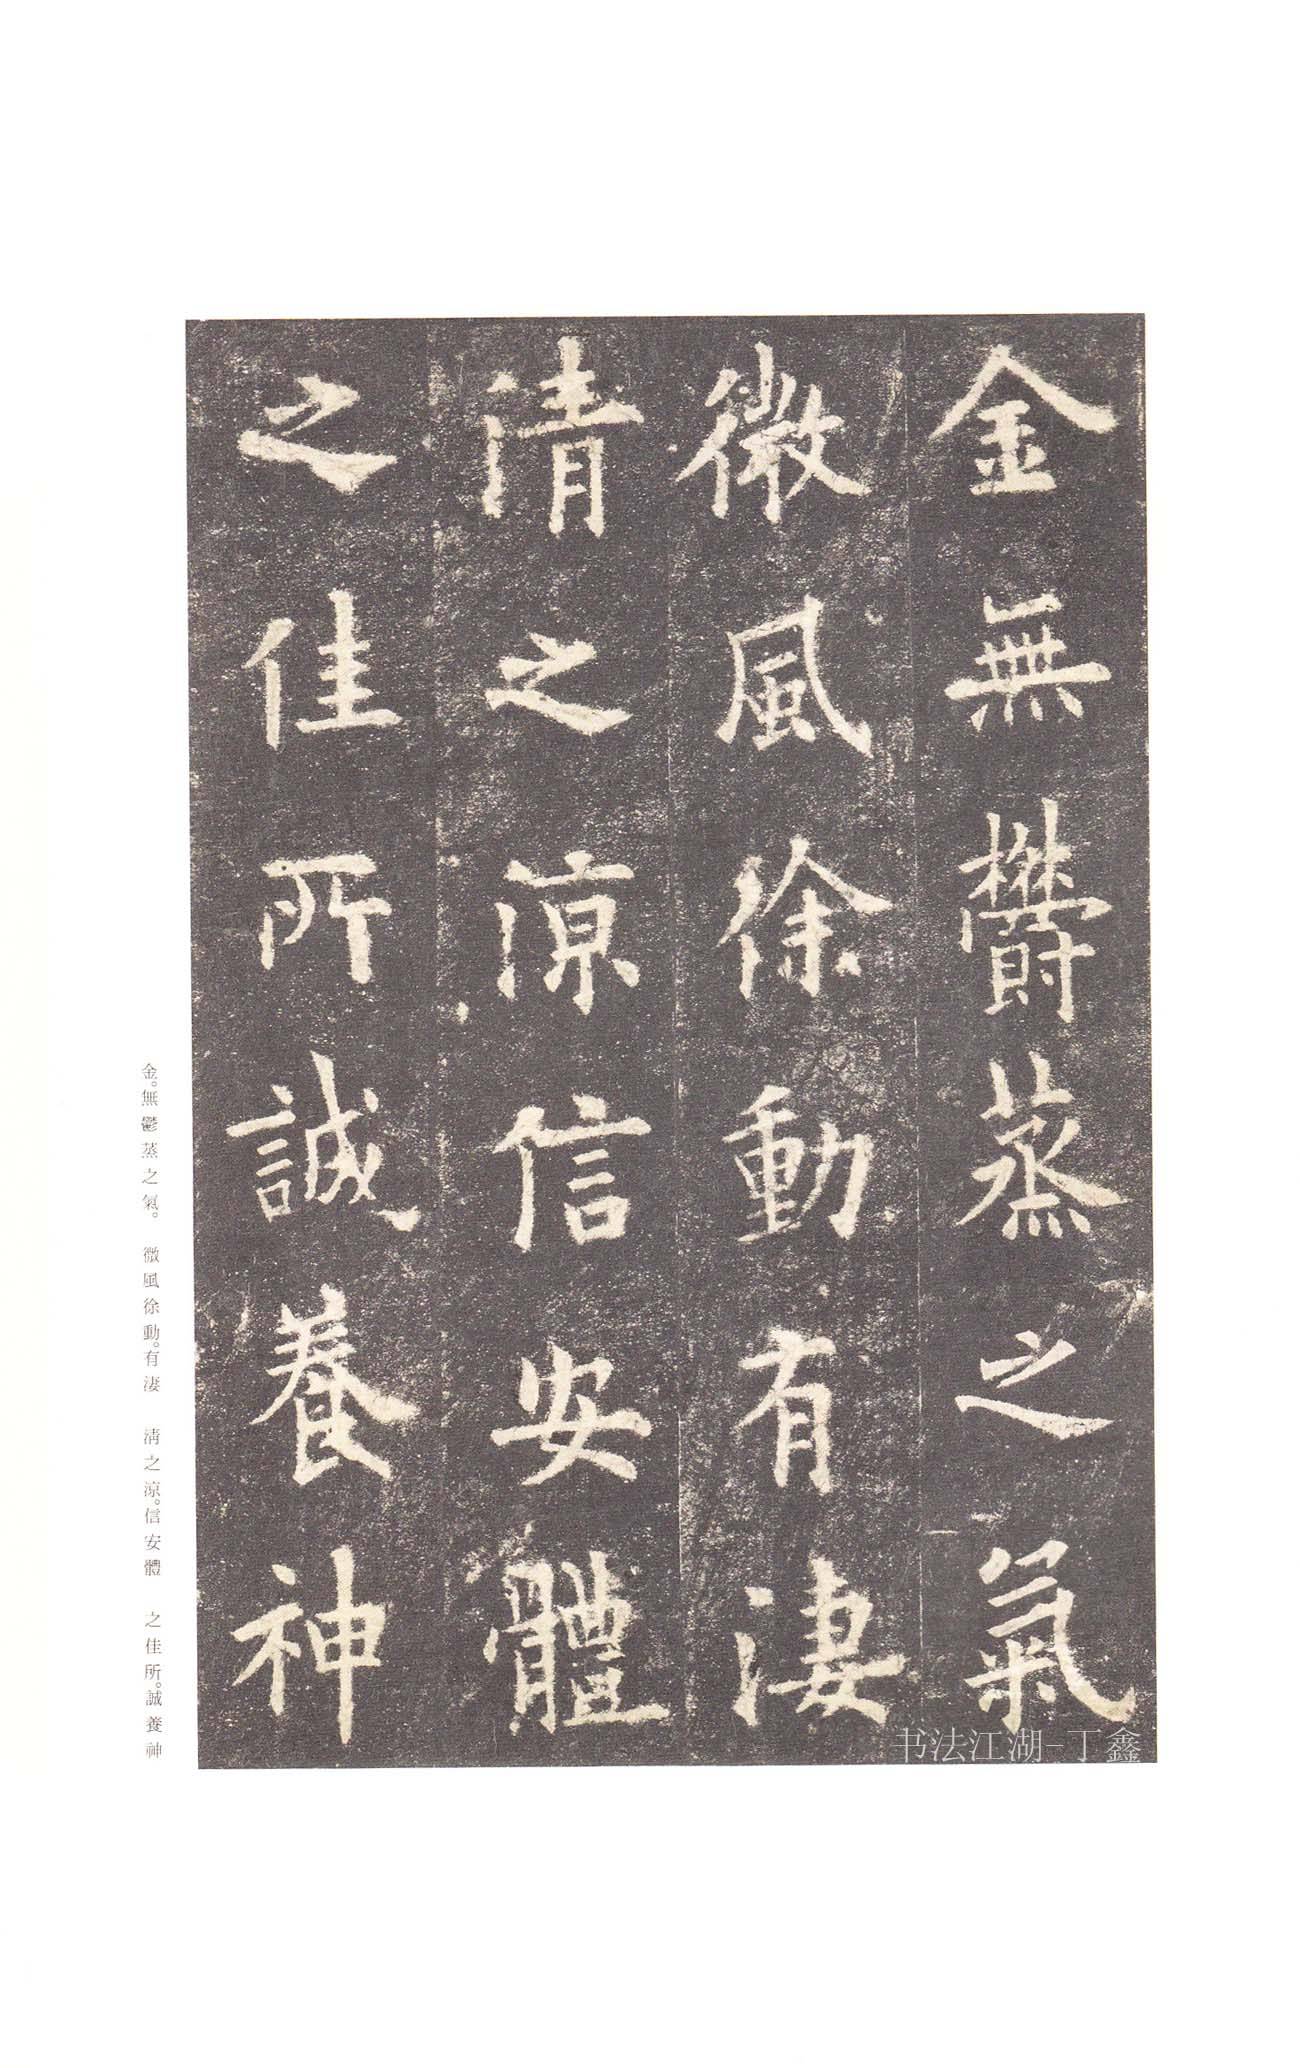 金無鬱蒸之氣
微風徐動有淒
清之涼信安體
之佳所誠養神
金。無鬱蒸之氣。 微風徐動。有淒 清之涼。信安體 之佳所。誠養神
书法江湖-丁鑫